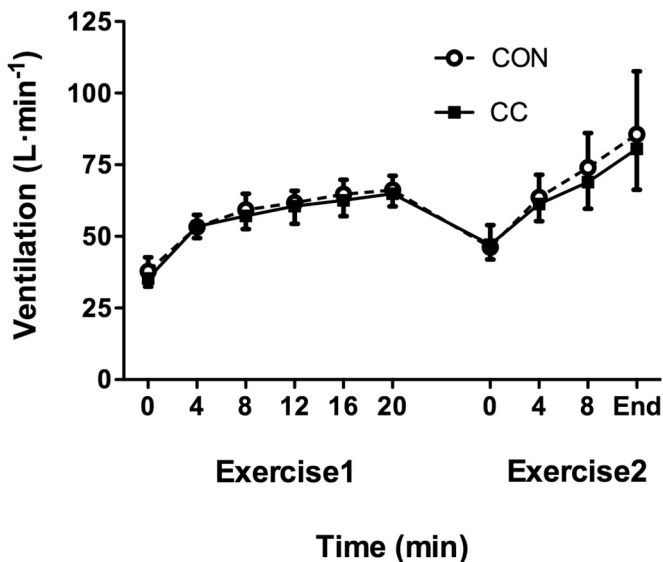 Ventilation (L·min⁻¹)
125
100
75
50
25
0
CON
CC
0 4 8 12 16 20 0 4 8 End
Exercise1 Exercise2
Time (min)